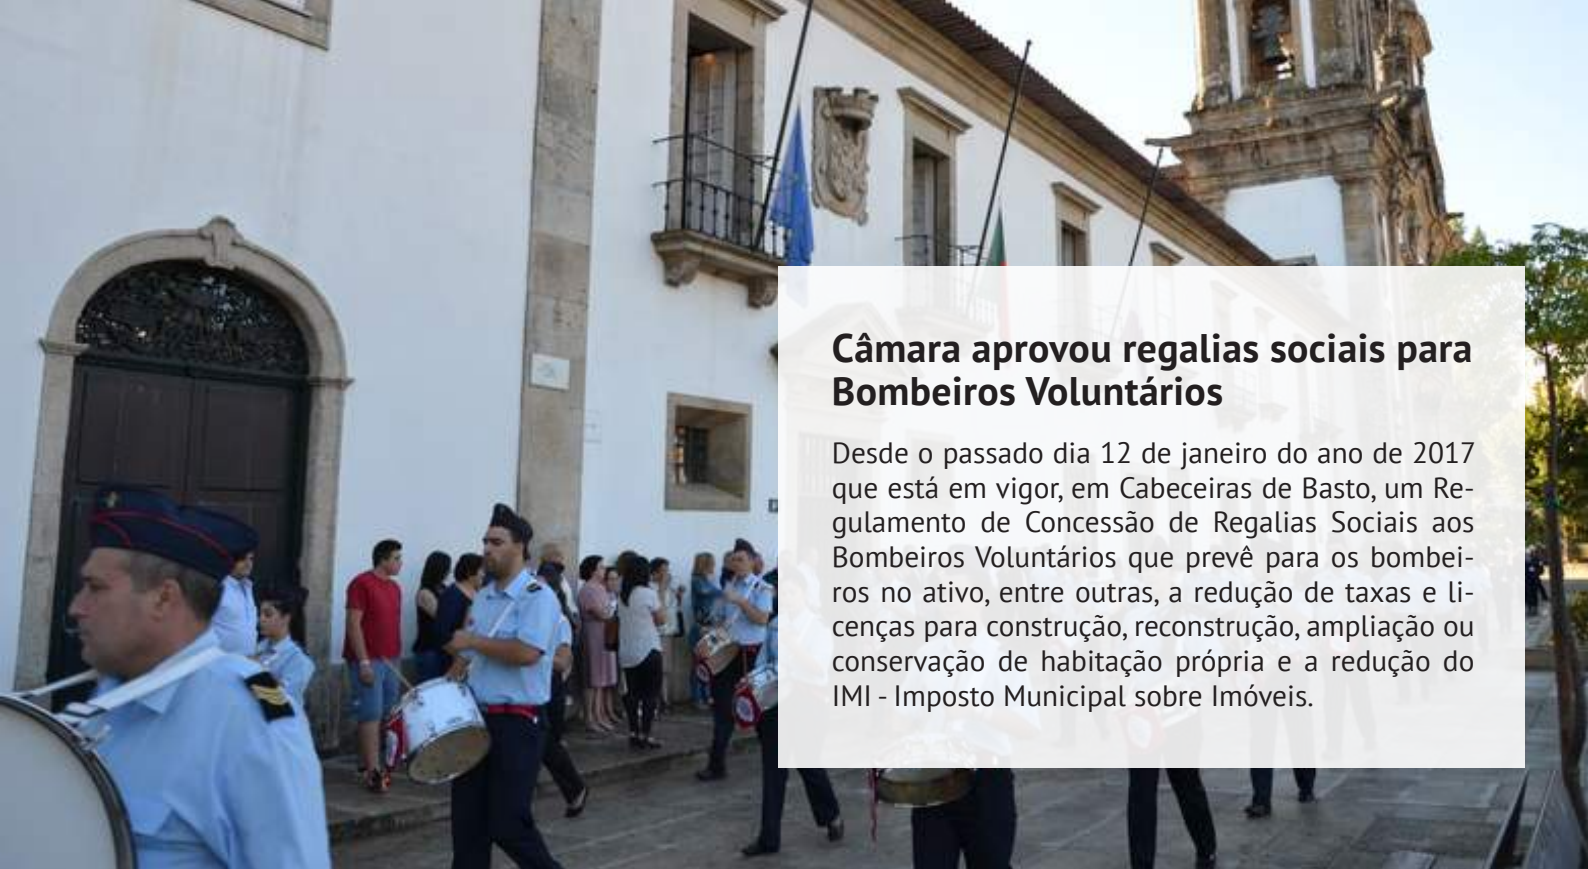 Câmara aprovou regalias sociais para
Bombeiros Voluntários
Desde o passado dia 12 de janeiro do ano de 2017
que está em vigor, em Cabeceiras de Basto, um Re-
gulamento de Concessão de Regalias Sociais aos
Bombeiros Voluntários que prevê para os bombei-
ros no ativo, entre outras, a redução de taxas e li-
cenças para construção, reconstrução, ampliação ou
conservação de habitação própria e a redução do
IMI - Imposto Municipal sobre Imóveis.